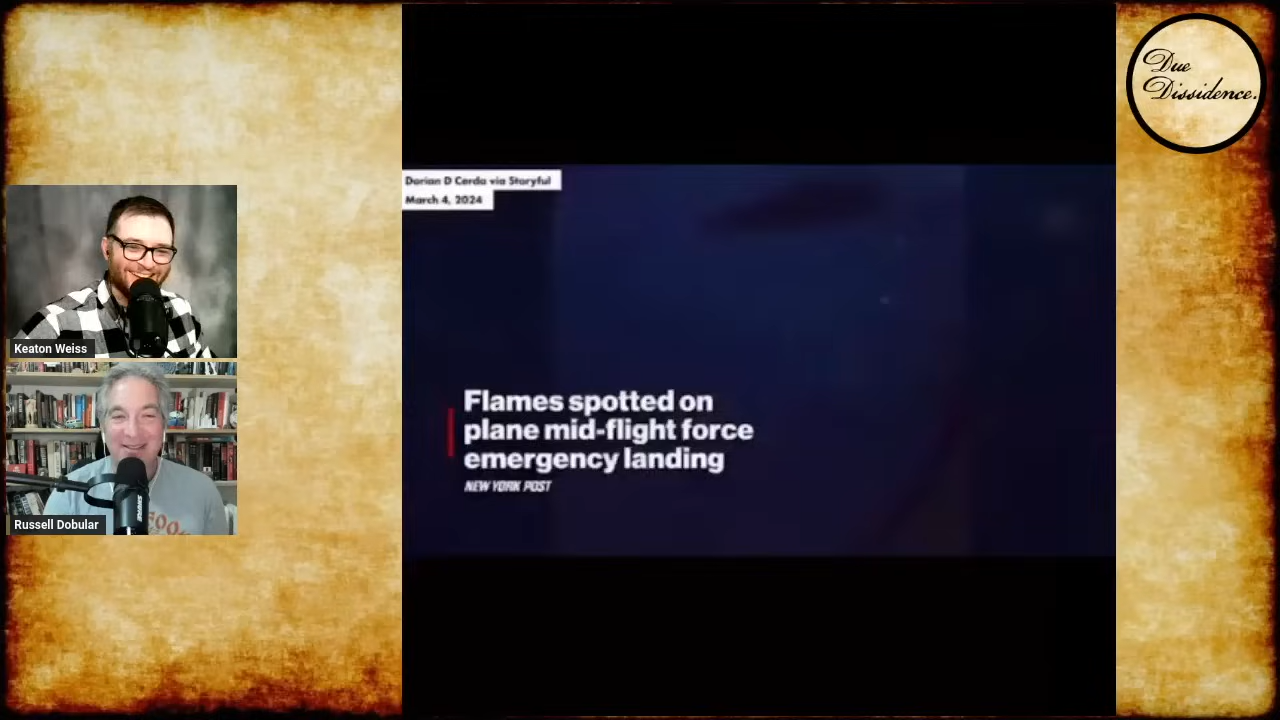 Due
Dissidence.
Dorian D Cerda via Storyful
March 4, 2024
Keaton Weiss
Flames spotted on
plane mid-flight force
emergency landing
NEW YORK POST
Russell Dobular